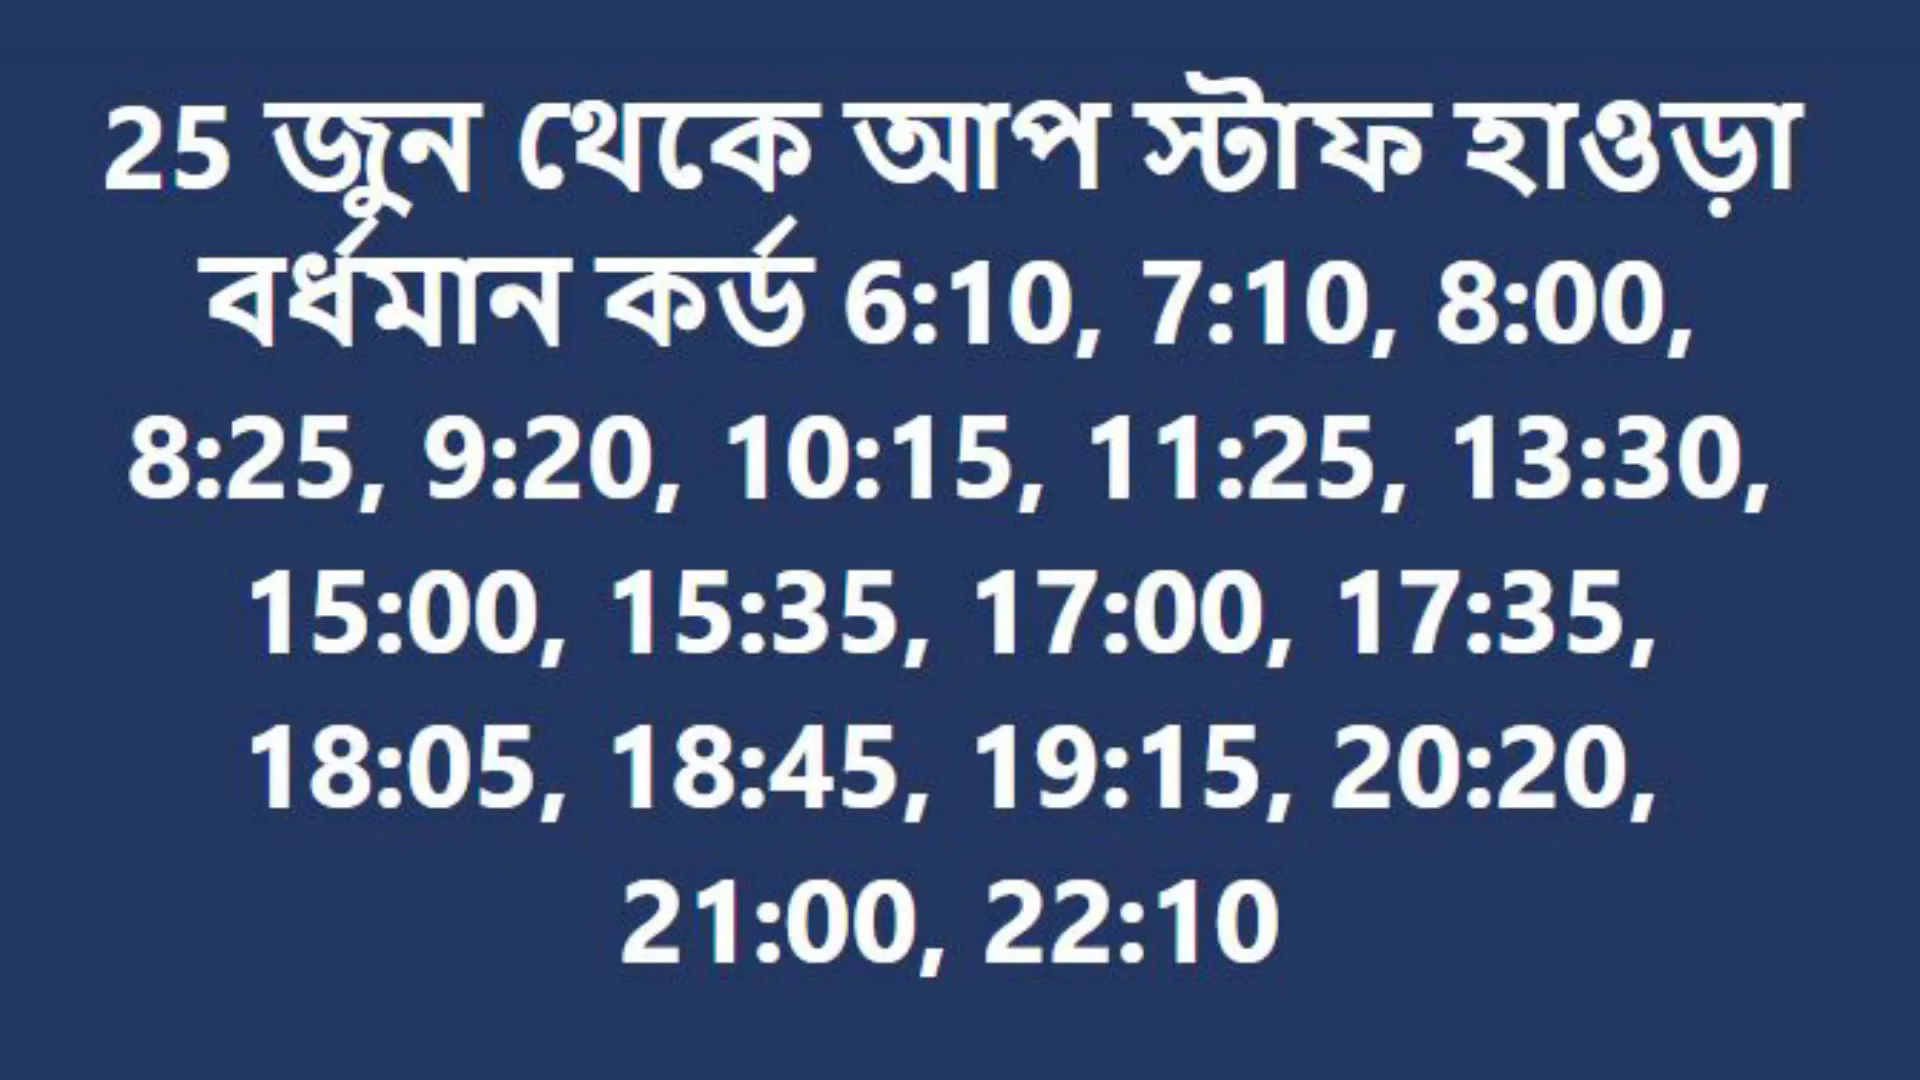 25 জুন থেকে আপ স্টাফ হাওড়া
বর্ধমান কর্ড 6:10, 7:10, 8:00,
8:25, 9:20, 10:15, 11:25, 13:30,
15:00, 15:35, 17:00, 17:35,
18:05, 18:45, 19:15, 20:20,
21:00, 22:10